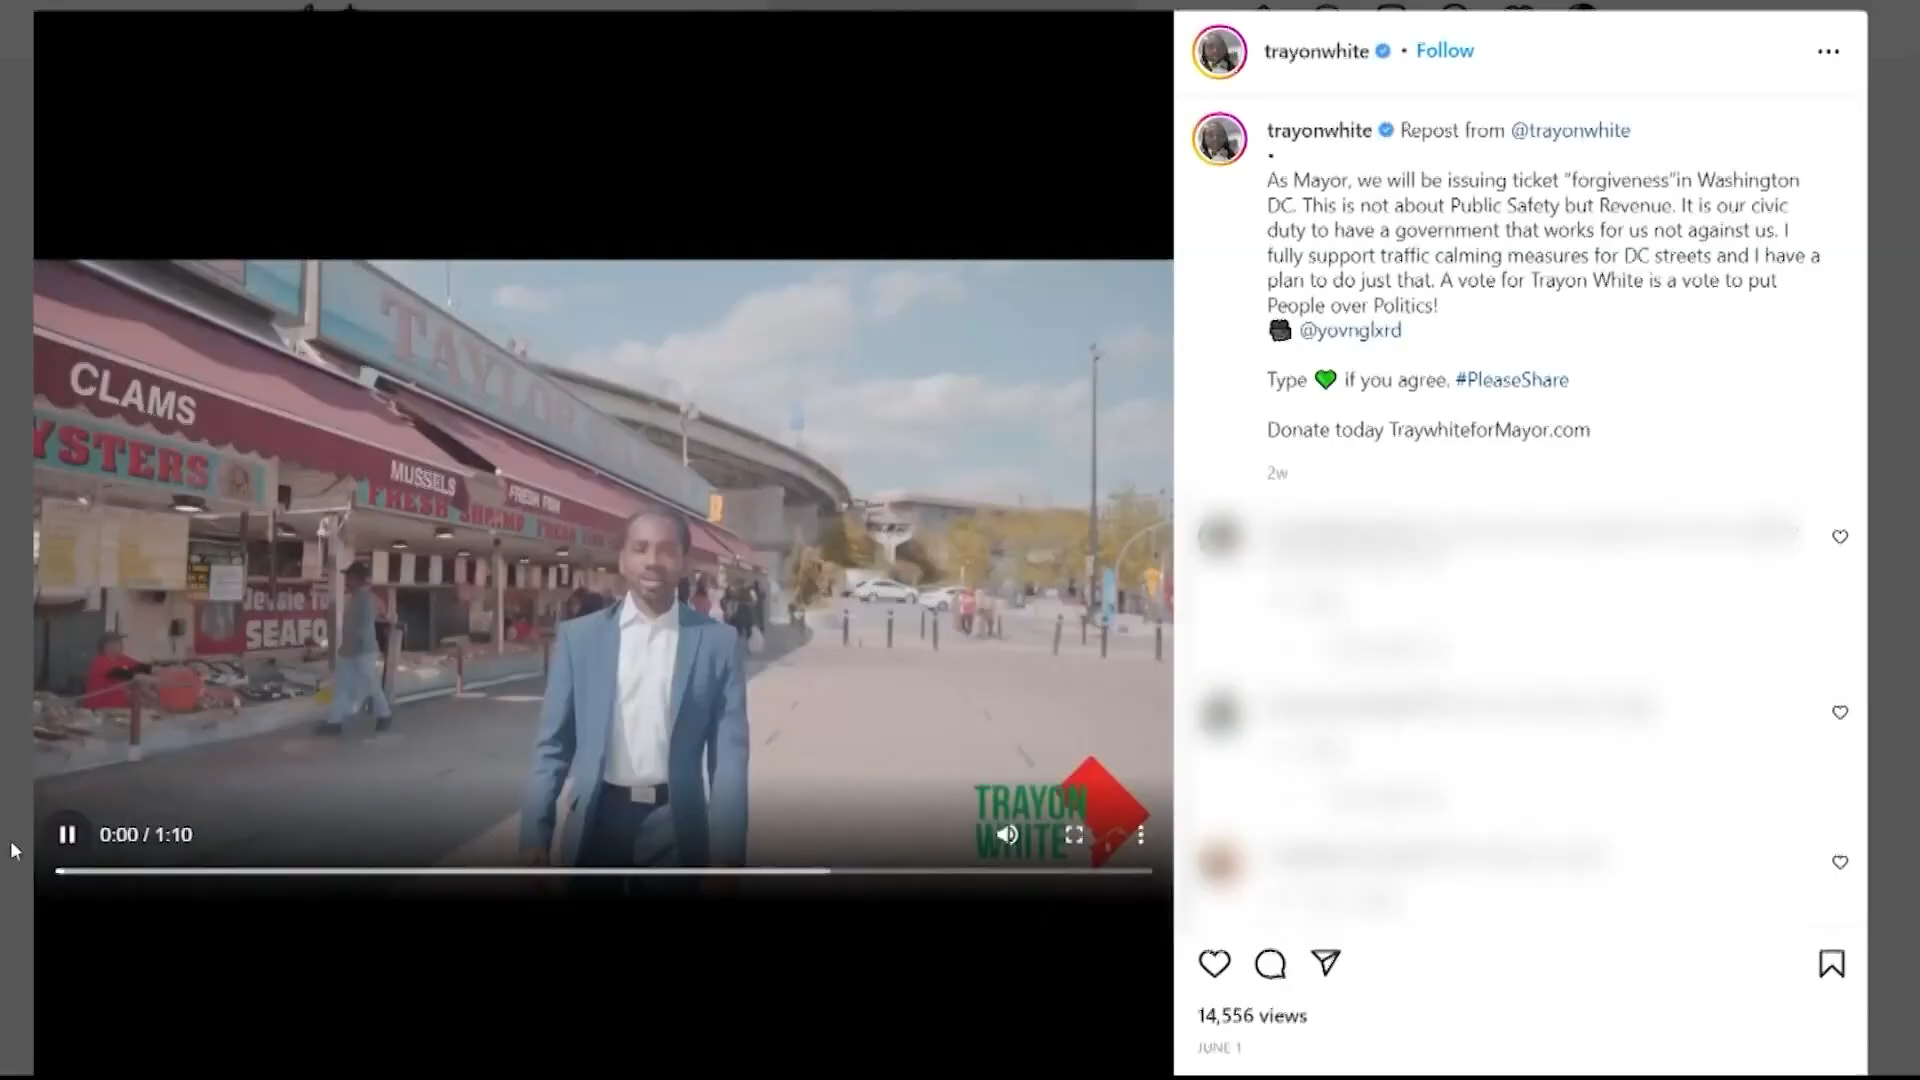 trayonwhite • Follow
trayonwhite Repost from @trayonwhite
.
As Mayor, we will be issuing ticket "forgiveness"in Washington
DC. This is not about Public Safety but Revenue. It is our civic
duty to have a government that works for us not against us. I
fully support traffic calming measures for DC streets and I have a
plan to do just that. A vote for Trayon White is a vote to put
People over Politics!
@yovnglxrd
Type 💚 if you agree. #PleaseShare
Donate today TraywhiteforMayor.com
2w
14,556 views
JUNE 1
TAYLOR
CLAMS
YSTERS
MUSSELS
FRESH FISH
FRESH SHRIMP
SEAFO
TRAYON
WHITE
0:00 / 1:10